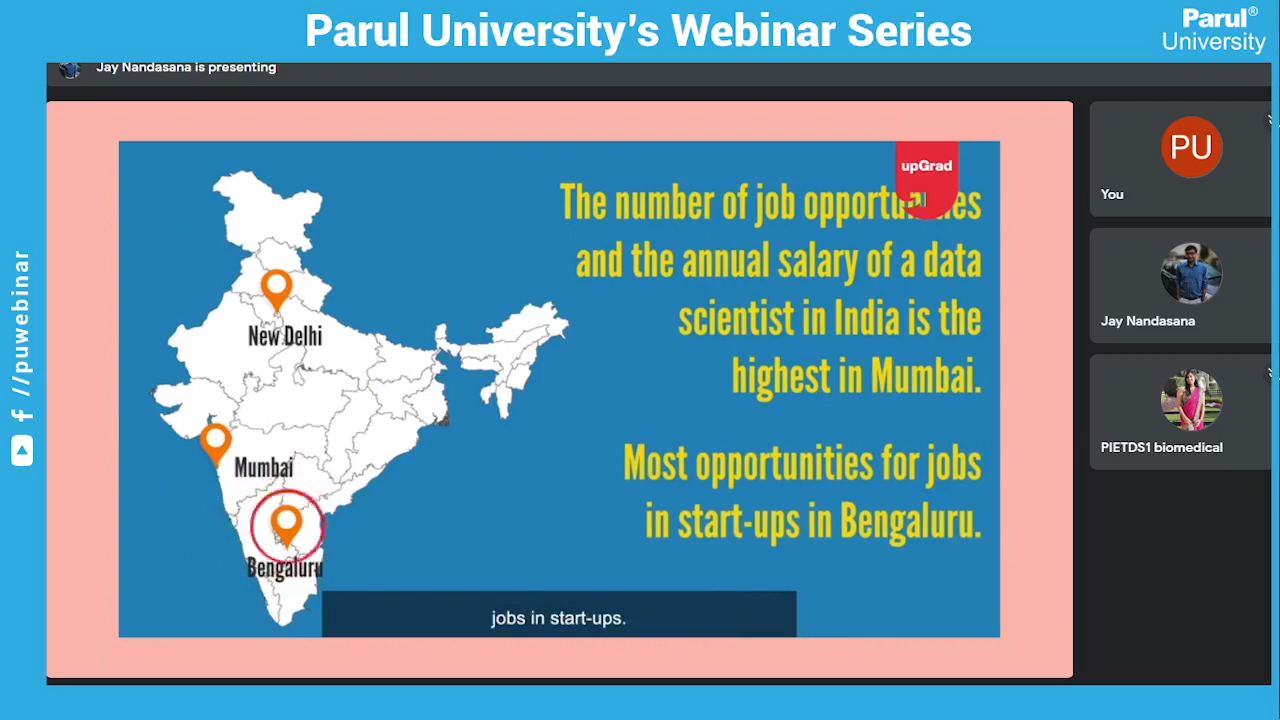 Parul University's Webinar Series
Parul®
University
Jay Nandasana is presenting
upGrad
The number of job opportunities
and the annual salary of a data
scientist in India is the
highest in Mumbai.
Most opportunities for jobs
in start-ups in Bengaluru.
New Delhi
Mumbai
Bengaluru
jobs in start-ups.
PU
You
Jay Nandasana
PIETDS1 biomedical
//puwebinar